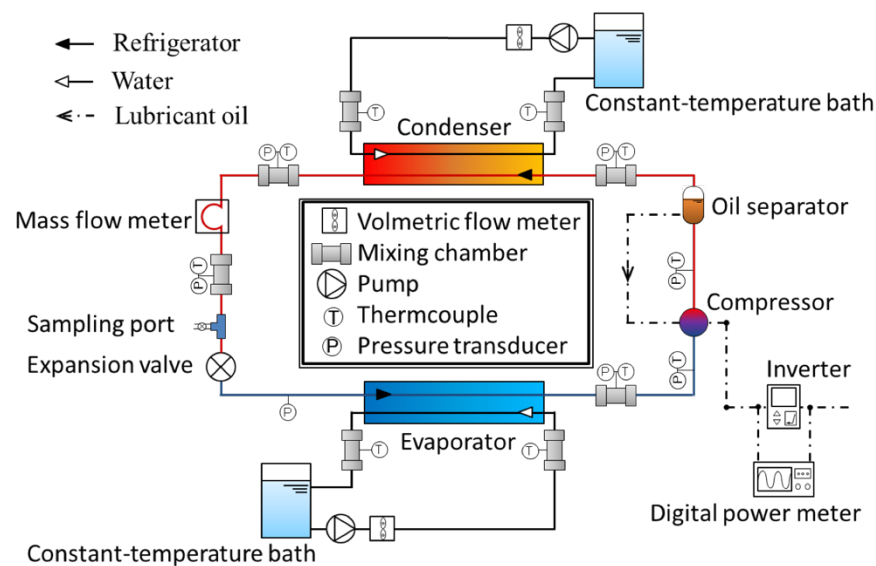 Refrigerator
Water
Lubricant oil
Constant-temperature bath
T
T
Condenser
P T
P T
Mass flow meter
Oil separator
Volmetric flow meter
Mixing chamber
Pump
T Thermcouple
P Pressure transducer
P T
P T
Sampling port
Compressor
Expansion valve
P T
P T
Inverter
P
Evaporator
T
T
Digital power meter
Constant-temperature bath